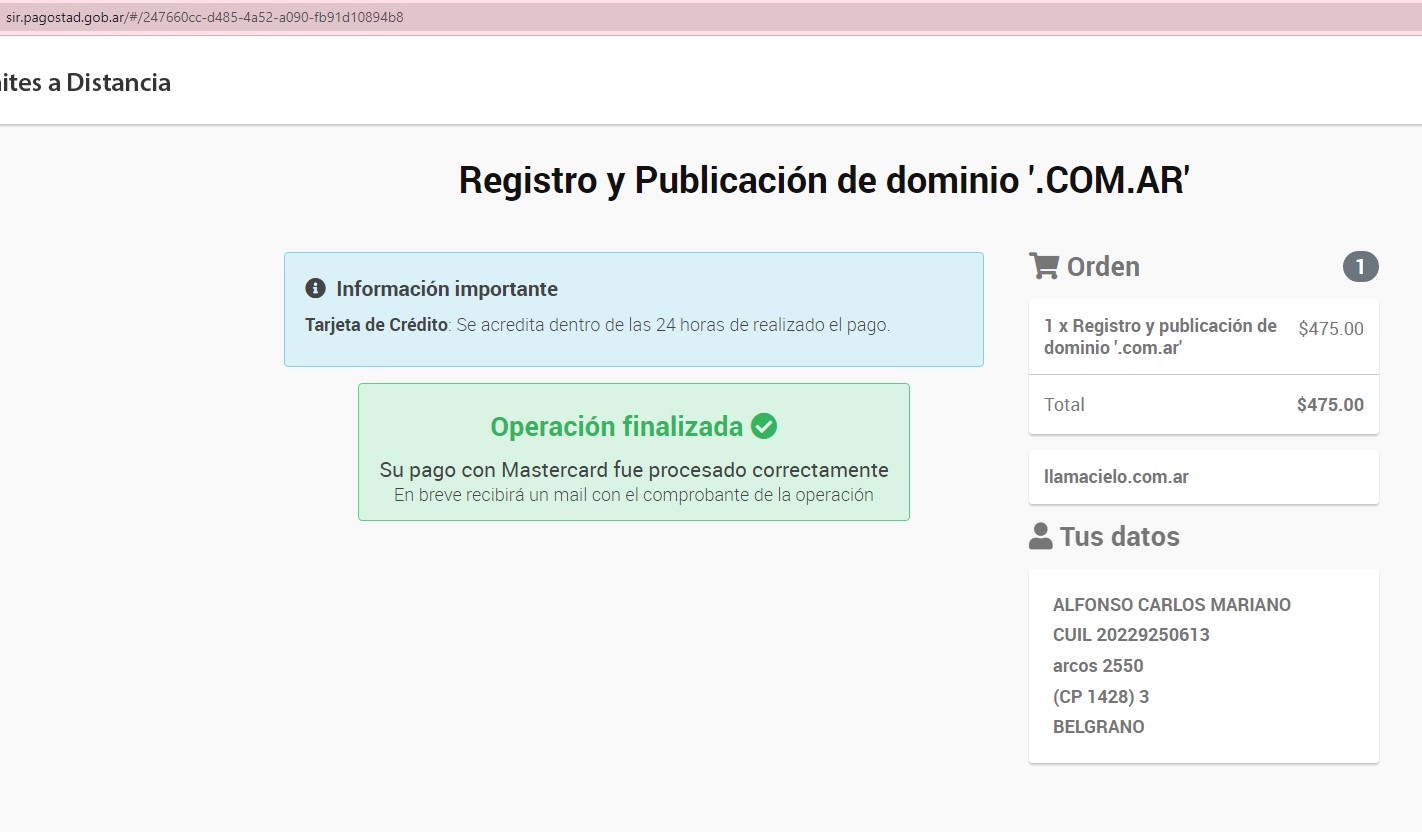 sir.pagostad.gob.ar/#/247660cc-d485-4a52-a090-fb91d10894b8
ites a Distancia
Registro y Publicación de dominio '.COM.AR'
Información importante
Tarjeta de Crédito: Se acredita dentro de las 24 horas de realizado el pago.
Operación finalizada
Su pago con Mastercard fue procesado correctamente
En breve recibirá un mail con el comprobante de la operación
Orden 1
1 x Registro y publicación de $475.00
dominio '.com.ar'
Total $475.00
llamacielo.com.ar
Tus datos
ALFONSO CARLOS MARIANO
CUIL 20229250613
arcos 2550
(CP 1428) 3
BELGRANO